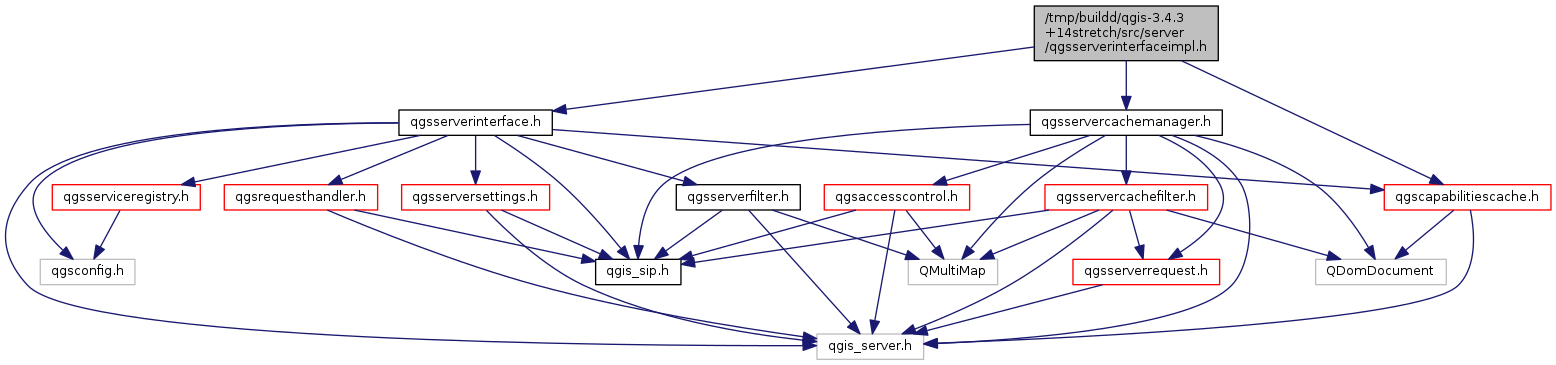 /tmp/buildd/qgis-3.4.3
+14stretch/src/server
/qgsserverinterfaceimpl.h
qgsserverinterface.h
qgsservercachemanager.h
qgsserviceregistry.h
qgsrequesthandler.h
qgsserversettings.h
qgsserverfilter.h
qgsaccesscontrol.h
qgsservercachefilter.h
qgscapabilitiescache.h
qgsconfig.h
qgis_sip.h
QMultiMap
qgsserverrequest.h
QDomDocument
qgis_server.h